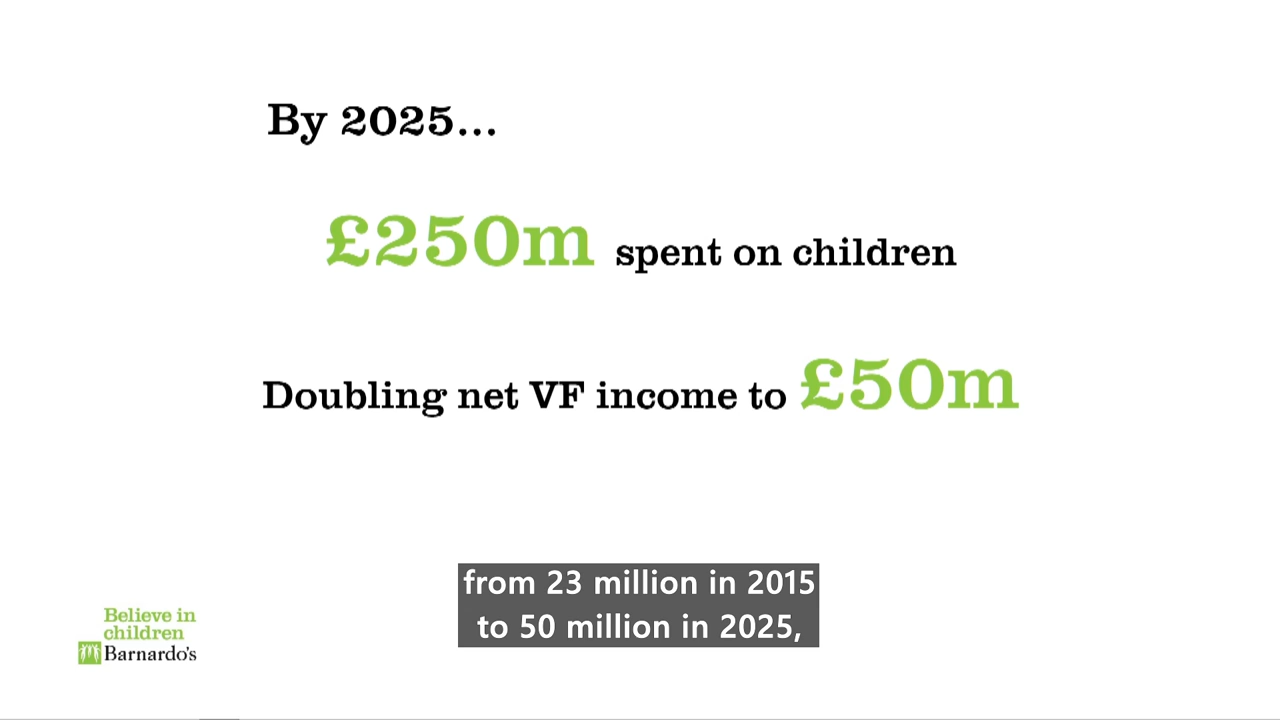 By 2025...
£250m spent on children
Doubling net VF income to £50m
from 23 million in 2015
to 50 million in 2025,
Believe in
children
Barnardo's